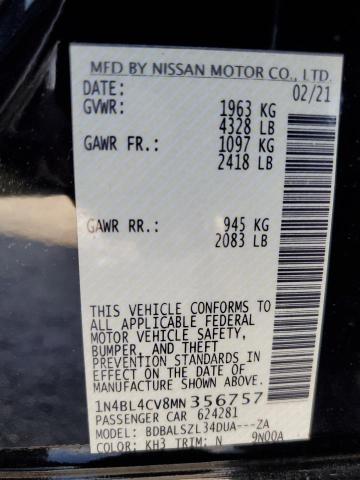 MFD BY NISSAN MOTOR CO., LTD.
DATE: 02/21
GVWR: 1963 KG
4328 LB
GAWR FR: 1097 KG
2418 LB
GAWR RR: 945 KG
2083 LB
THIS VEHICLE CONFORMS TO
ALL APPLICABLE FEDERAL
MOTOR VEHICLE SAFETY,
BUMPER, AND THEFT
PREVENTION STANDARDS IN
EFFECT ON THE DATE OF
MANUFACTURE SHOWN ABOVE.
1N4BL4CV8MN 356757
PASSENGER CAR 624281
MODEL: BDBALSZL34DUA---ZA
COLOR: KH3 TRIM: N 9N00A